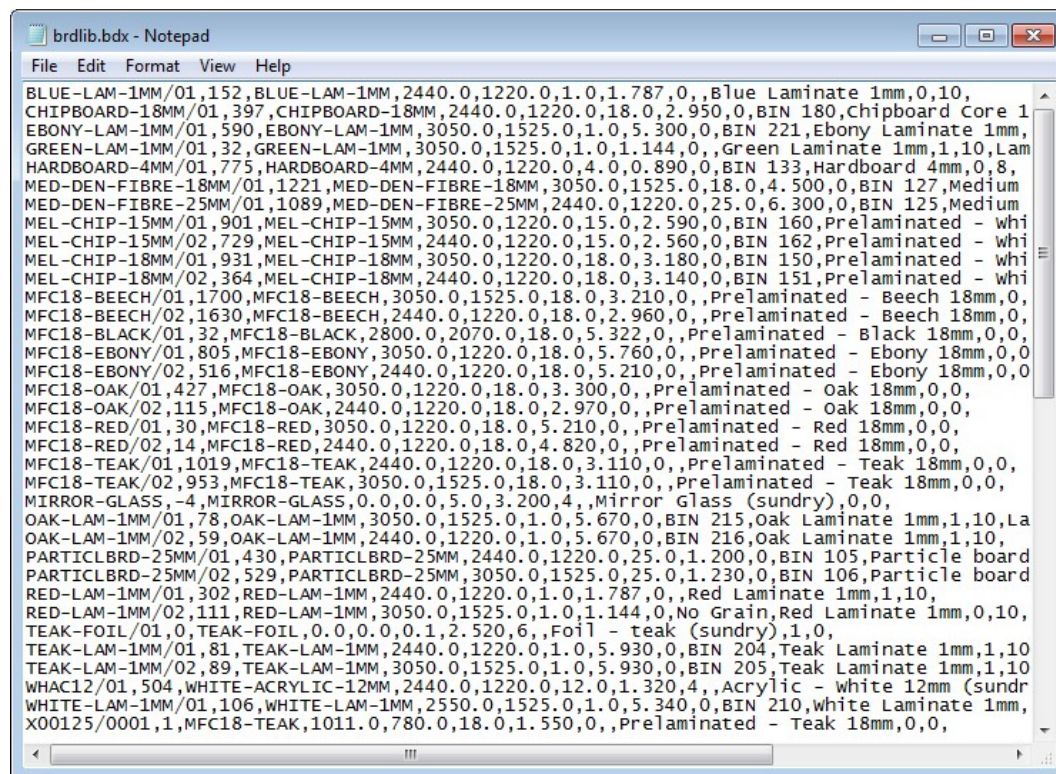 brdlib.bdx - Notepad
File Edit Format View Help
BLUE-LAM-1MM/01,152,BLUE-LAM-1MM,2440.0,1220.0,1.0,1.787,0,,Blue Laminate 1mm,0,10,
CHIPBOARD-18MM/01,397,CHIPBOARD-18MM,2440.0,1220.0,18.0,2.950,0,BIN 180,Chipboard Core 1
EBONY-LAM-1MM/01,590,EBONY-LAM-1MM,3050.0,1525.0,1.0,5.300,0,BIN 221,Ebony Laminate 1mm,
GREEN-LAM-1MM/01,32,GREEN-LAM-1MM,3050.0,1525.0,1.0,1.144,0,,Green Laminate 1mm,1,10,Lam
HARDBOARD-4MM/01,775,HARDBOARD-4MM,2440.0,1220.0,4.0,0.890,0,BIN 133,Hardboard 4mm,0,8,
MED-DEN-FIBRE-18MM/01,1221,MED-DEN-FIBRE-18MM,3050.0,1525.0,18.0,4.500,0,BIN 127,Medium
MED-DEN-FIBRE-25MM/01,1089,MED-DEN-FIBRE-25MM,2440.0,1220.0,25.0,6.300,0,BIN 125,Medium
MEL-CHIP-15MM/01,901,MEL-CHIP-15MM,3050.0,1220.0,15.0,2.590,0,BIN 160,Prelaminated - Whi
MEL-CHIP-15MM/02,729,MEL-CHIP-15MM,2440.0,1220.0,15.0,2.560,0,BIN 162,Prelaminated - Whi
MEL-CHIP-18MM/01,931,MEL-CHIP-18MM,3050.0,1220.0,18.0,3.180,0,BIN 150,Prelaminated - Whi
MEL-CHIP-18MM/02,364,MEL-CHIP-18MM,2440.0,1220.0,18.0,3.140,0,BIN 151,Prelaminated - Whi
MFC18-BEECH/01,1700,MFC18-BEECH,3050.0,1525.0,18.0,3.210,0,,Prelaminated - Beech 18mm,0,
MFC18-BEECH/02,1630,MFC18-BEECH,2440.0,1220.0,18.0,2.960,0,,Prelaminated - Beech 18mm,0,
MFC18-BLACK/01,32,MFC18-BLACK,2800.0,2070.0,18.0,5.322,0,,Prelaminated - Black 18mm,0,0,
MFC18-EBONY/01,805,MFC18-EBONY,3050.0,1220.0,18.0,5.760,0,,Prelaminated - Ebony 18mm,0,0
MFC18-EBONY/02,516,MFC18-EBONY,2440.0,1220.0,18.0,5.210,0,,Prelaminated - Ebony 18mm,0,0
MFC18-OAK/01,427,MFC18-OAK,3050.0,1220.0,18.0,3.300,0,,Prelaminated - Oak 18mm,0,0,
MFC18-OAK/02,115,MFC18-OAK,2440.0,1220.0,18.0,2.970,0,,Prelaminated - Oak 18mm,0,0,
MFC18-RED/01,30,MFC18-RED,3050.0,1220.0,18.0,5.210,0,,Prelaminated - Red 18mm,0,0,
MFC18-RED/02,14,MFC18-RED,2440.0,1220.0,18.0,4.820,0,,Prelaminated - Red 18mm,0,0,
MFC18-TEAK/01,1019,MFC18-TEAK,2440.0,1220.0,18.0,3.110,0,,Prelaminated - Teak 18mm,0,0,
MFC18-TEAK/02,953,MFC18-TEAK,3050.0,1525.0,18.0,3.110,0,,Prelaminated - Teak 18mm,0,0,
MIRROR-GLASS,-4,MIRROR-GLASS,0.0,0.0,5.0,3.200,4,,Mirror Glass (sundry),0,0,
OAK-LAM-1MM/01,78,OAK-LAM-1MM,3050.0,1525.0,1.0,5.670,0,BIN 215,Oak Laminate 1mm,1,10,La
OAK-LAM-1MM/02,59,OAK-LAM-1MM,2440.0,1220.0,1.0,5.670,0,BIN 216,Oak Laminate 1mm,1,10,
PARTICLBRD-25MM/01,430,PARTICLBRD-25MM,2440.0,1220.0,25.0,1.200,0,BIN 105,Particle board
PARTICLBRD-25MM/02,529,PARTICLBRD-25MM,3050.0,1525.0,25.0,1.230,0,BIN 106,Particle board
RED-LAM-1MM/01,302,RED-LAM-1MM,2440.0,1220.0,1.0,1.787,0,,Red Laminate 1mm,1,10,
RED-LAM-1MM/02,111,RED-LAM-1MM,3050.0,1525.0,1.0,1.144,0,No Grain,Red Laminate 1mm,0,10,
TEAK-FOIL/01,0,TEAK-FOIL,0.0,0.0,0.1,2.520,6,,Foil - teak (sundry),1,0,
TEAK-LAM-1MM/01,81,TEAK-LAM-1MM,2440.0,1220.0,1.0,5.930,0,BIN 204,Teak Laminate 1mm,1,10
TEAK-LAM-1MM/02,89,TEAK-LAM-1MM,3050.0,1525.0,1.0,5.930,0,BIN 205,Teak Laminate 1mm,1,10
WHAC12/01,504,WHITE-ACRYLIC-12MM,2440.0,1220.0,12.0,1.320,4,,Acrylic - White 12mm (sundr
WHITE-LAM-1MM/01,106,WHITE-LAM-1MM,2550.0,1525.0,1.0,5.340,0,BIN 210,White Laminate 1mm,
X00125/0001,1,MFC18-TEAK,1011.0,780.0,18.0,1.550,0,,Prelaminated - Teak 18mm,0,0,